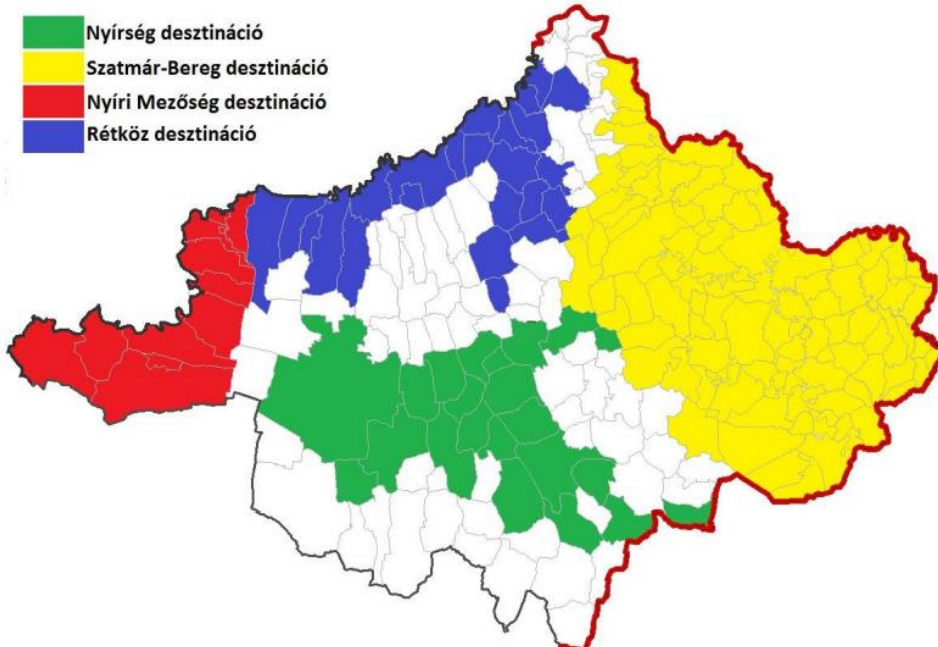 Nyírség desztináció
Szatmár-Bereg desztináció
Nyíri Mezőség desztináció
Rétköz desztináció